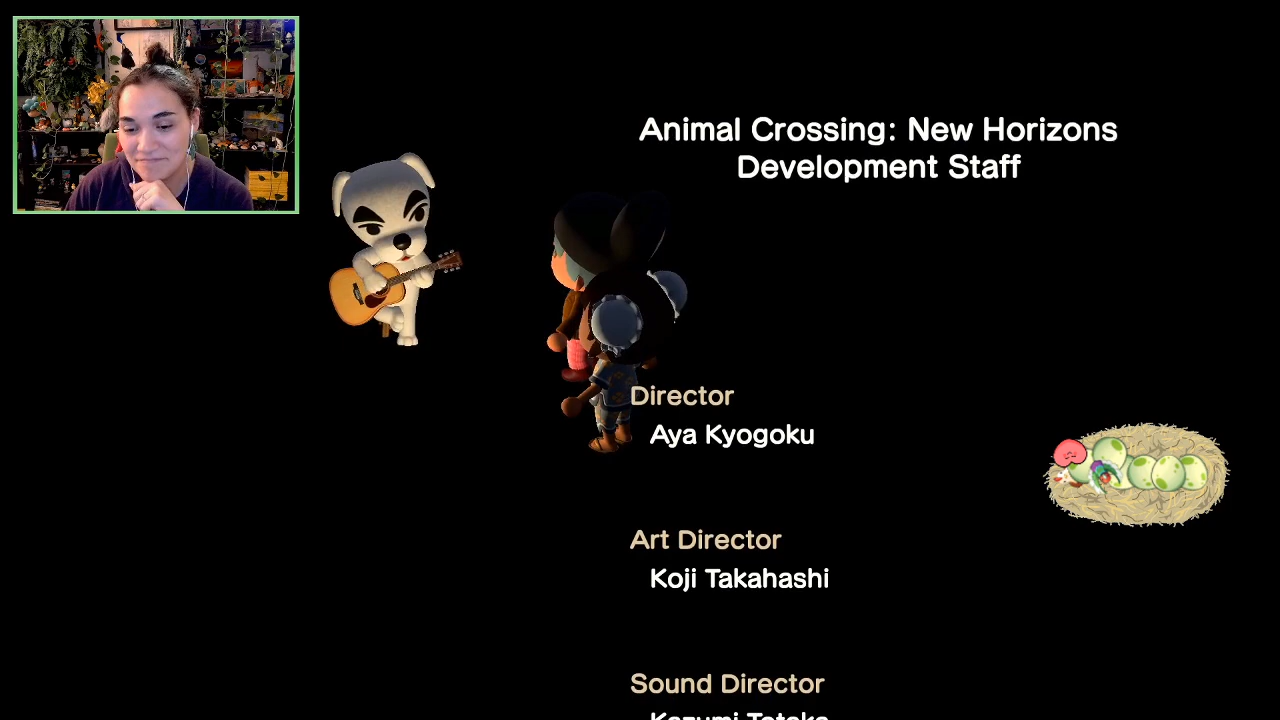 Animal Crossing: New Horizons
Development Staff
Director
Aya Kyogoku
Art Director
Koji Takahashi
Sound Director